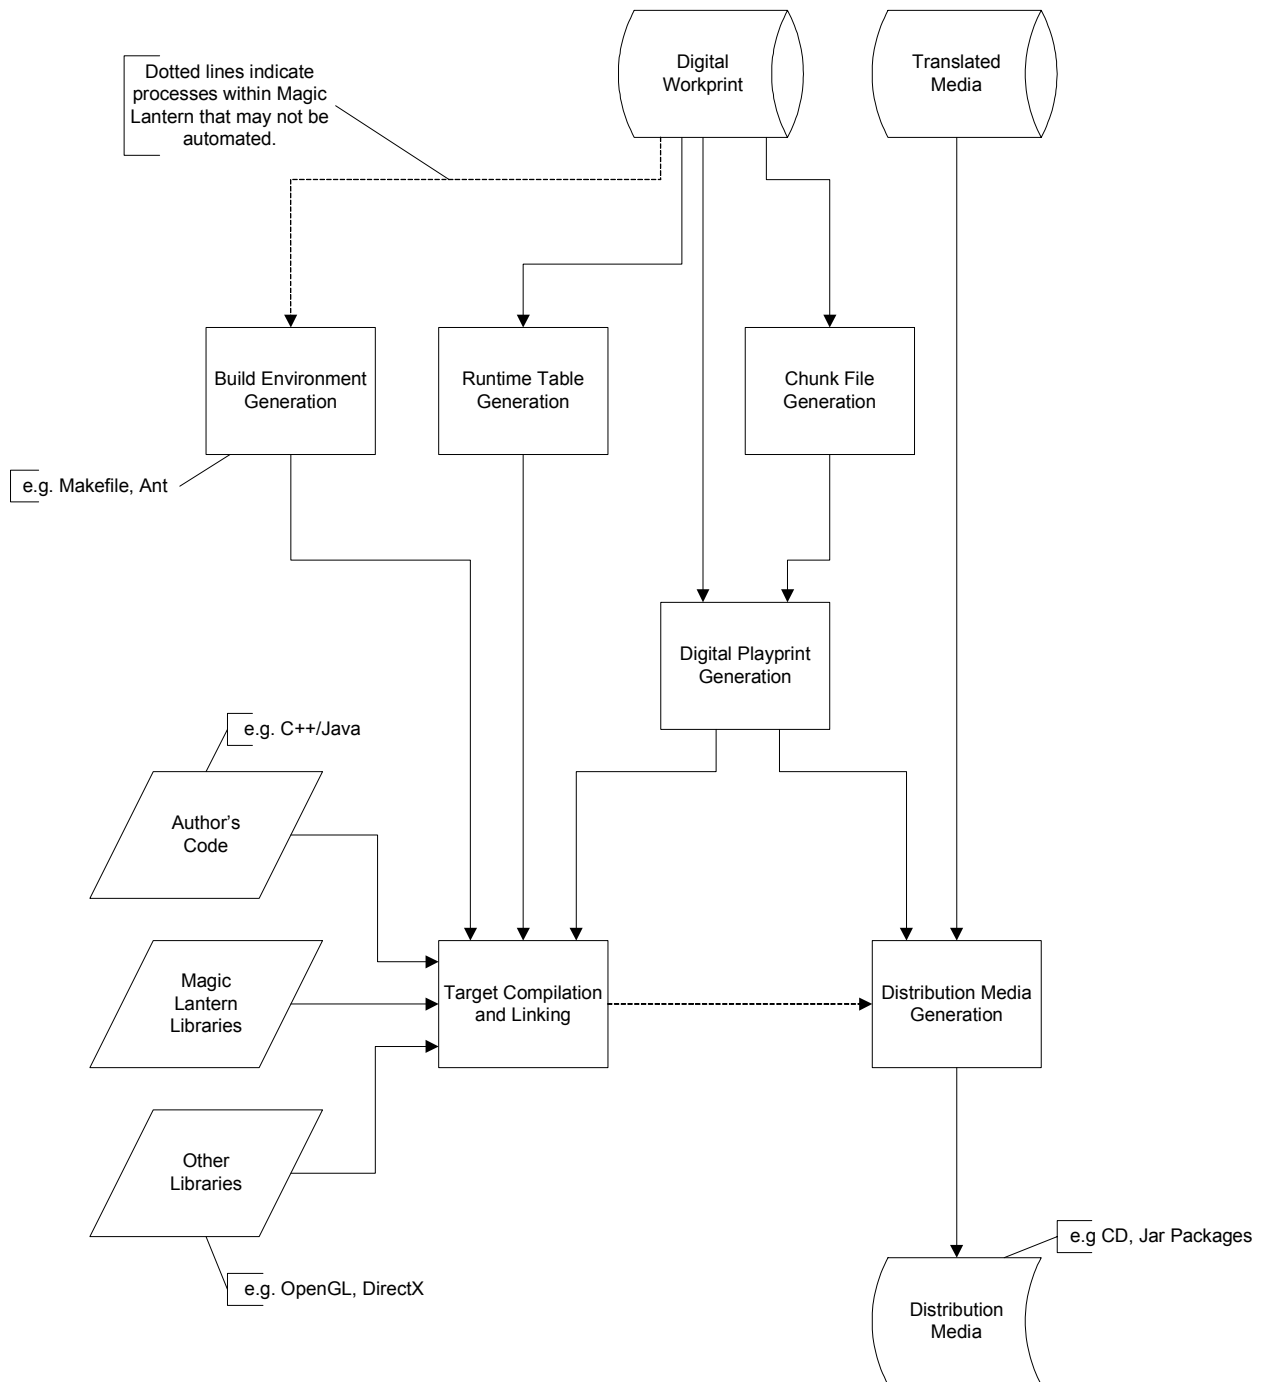 Digital
Workprint
Translated
Media
Dotted lines indicate
processes within Magic
Lantern that may not be
automated.
Build Environment
Generation
Runtime Table
Generation
Chunk File
Generation
e.g. Makefile, Ant
Digital Playprint
Generation
e.g. C++/Java
Author's
Code
Magic
Lantern
Libraries
Target Compilation
and Linking
Distribution Media
Generation
Other
Libraries
e.g CD, Jar Packages
e.g. OpenGL, DirectX
Distribution
Media